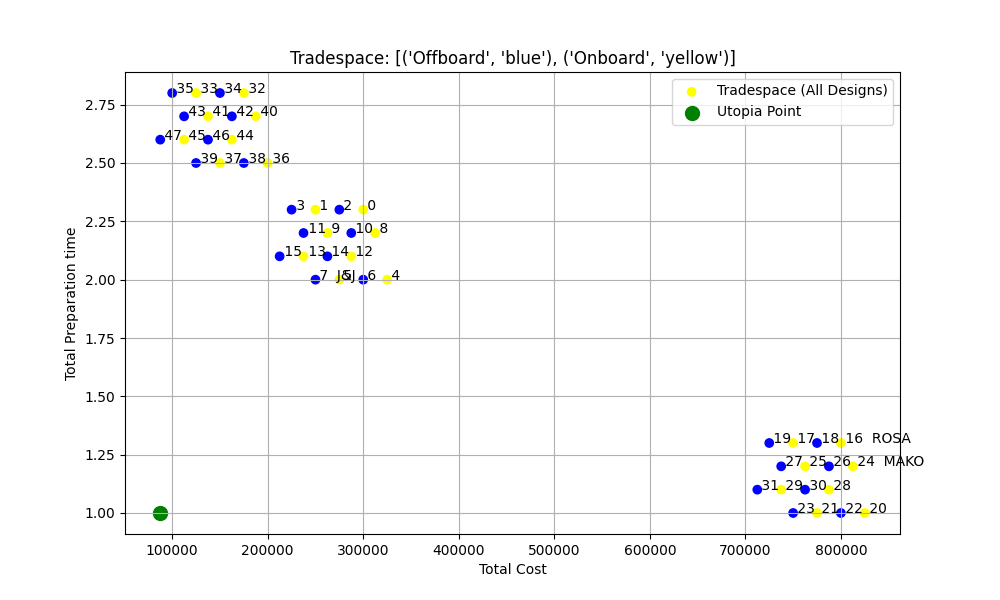 Tradespace: [('Offboard', 'blue'), ('Onboard', 'yellow')]
Tradespace (All Designs)
Utopia Point
Total Preparation time
2.75
2.50
2.25
2.00
1.75
1.50
1.25
1.00
35 33 34 32
43 41 42 40
47 45 46 44
39 37 38 36
3 1 2 0
11 9 10 8
15 13 14 12
7 5 6 4
19 17 18 16 ROSA
27 25 26 24 MAKO
31 29 30 28
23 21 22 20
100000 200000 300000 400000 500000 600000 700000 800000
Total Cost